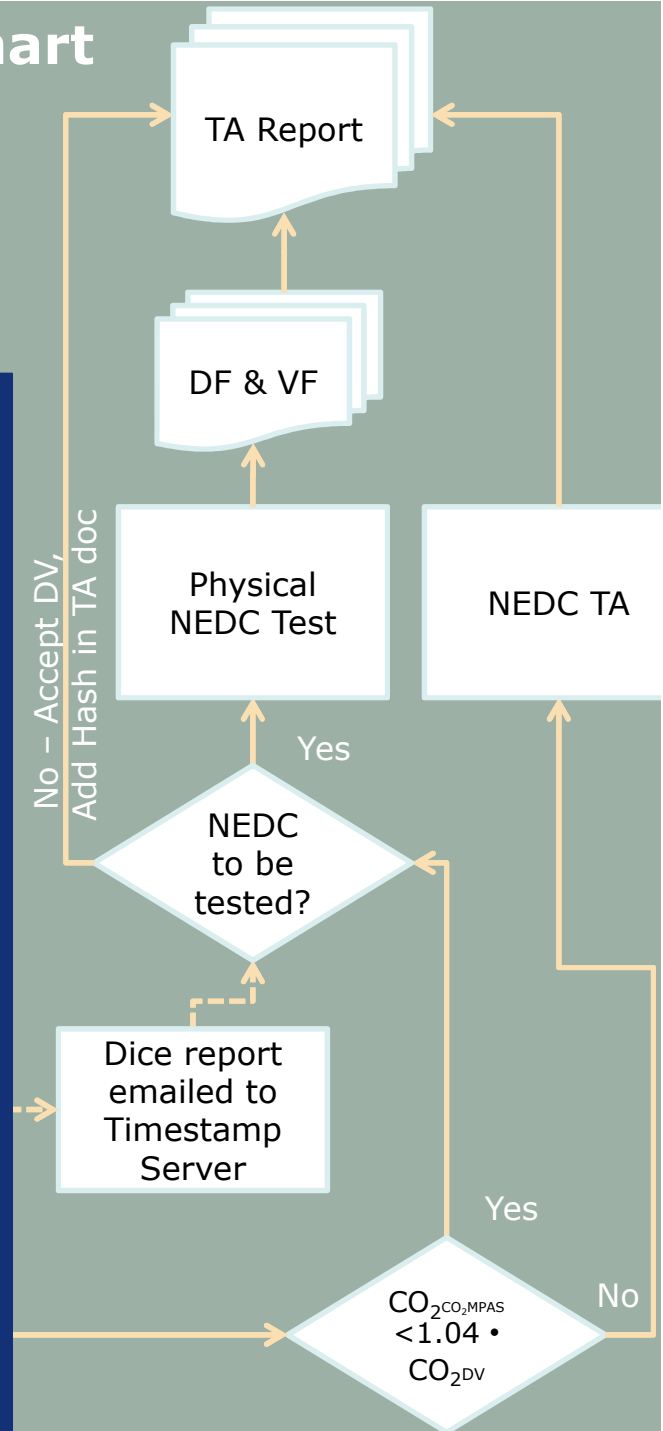 TA Report
DF & VF
No – Accept DV,
Add Hash in TA doc
Physical
NEDC Test
NEDC TA
Yes
NEDC
to be
tested?
Dice report
emailed to
Timestamp
Server
Yes
No
CO₂CO₂MPAS
<1.04 •
CO₂DV